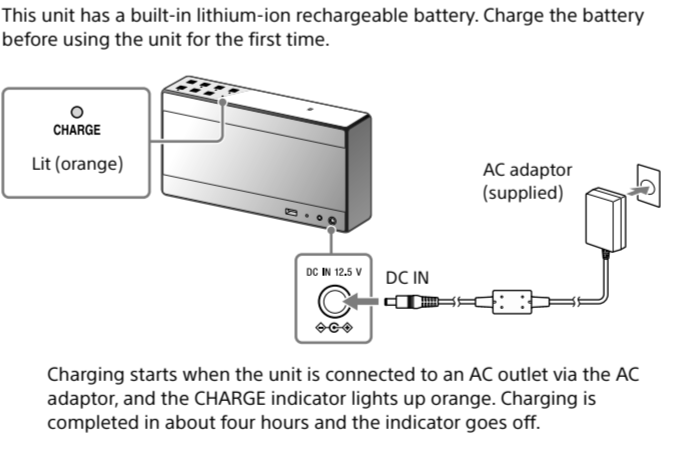 This unit has a built-in lithium-ion rechargeable battery. Charge the battery
before using the unit for the first time.
CHARGE
Lit (orange)
AC adaptor
(supplied)
DC IN 12.5 V
DC IN
Charging starts when the unit is connected to an AC outlet via the AC
adaptor, and the CHARGE indicator lights up orange. Charging is
completed in about four hours and the indicator goes off.